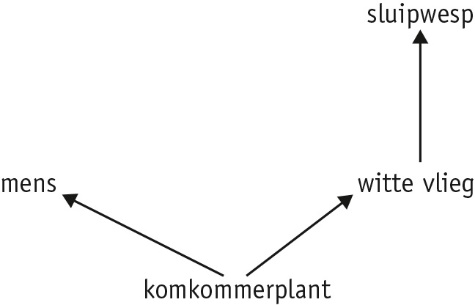 sluipwesp
mens
witte vlieg
komkommerplant